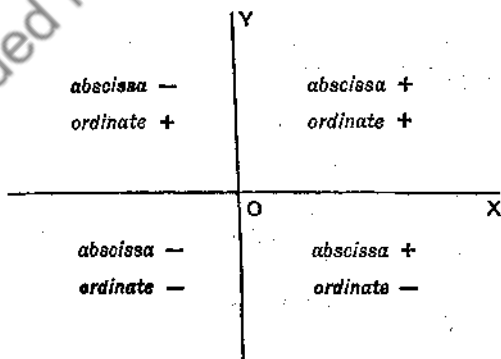 Y
abscissa − abscissa +
ordinate + ordinate +
O X
abscissa − abscissa +
ordinate − ordinate −